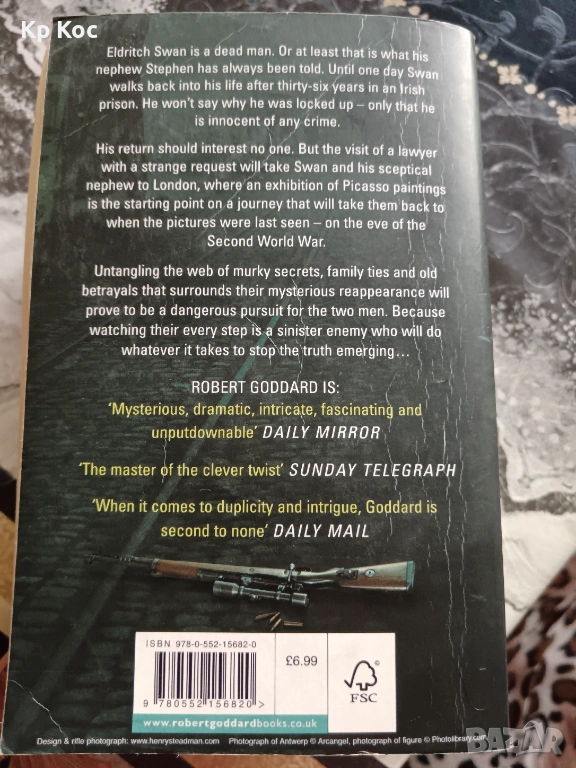 Kp Koc
Eldritch Swan is a dead man. Or at least that is what his
nephew Stephen has always been told. Until one day Swan
walks back into his life after thirty-six years in an Irish
prison. He won't say why he was locked up – only that he
is innocent of any crime.
His return should interest no one. But the visit of a lawyer
with a strange request will take Swan and his sceptical
nephew to London, where an exhibition of Picasso paintings
is the starting point on a journey that will take them back to
when the pictures were last seen – on the eve of the
Second World War.
Untangling the web of murky secrets, family ties and old
betrayals that surrounds their mysterious reappearance will
prove to be a dangerous pursuit for the two men. Because
watching their every step is a sinister enemy who will do
whatever it takes to stop the truth emerging...
ROBERT GODDARD IS:
'Mysterious, dramatic, intricate, fascinating and
unputdownable' DAILY MIRROR
'The master of the clever twist' SUNDAY TELEGRAPH
'When it comes to duplicity and intrigue, Goddard is
second to none' DAILY MAIL
ISBN 978-0-552-15682-0
9 780552 156820 >
£6.99
FSC
www.robertgoddardbooks.co.uk
Design & rifle photograph: www.henrysteadman.com Photograph of Antwerp © Arcangel, photograph of figure © Photolibrary.com